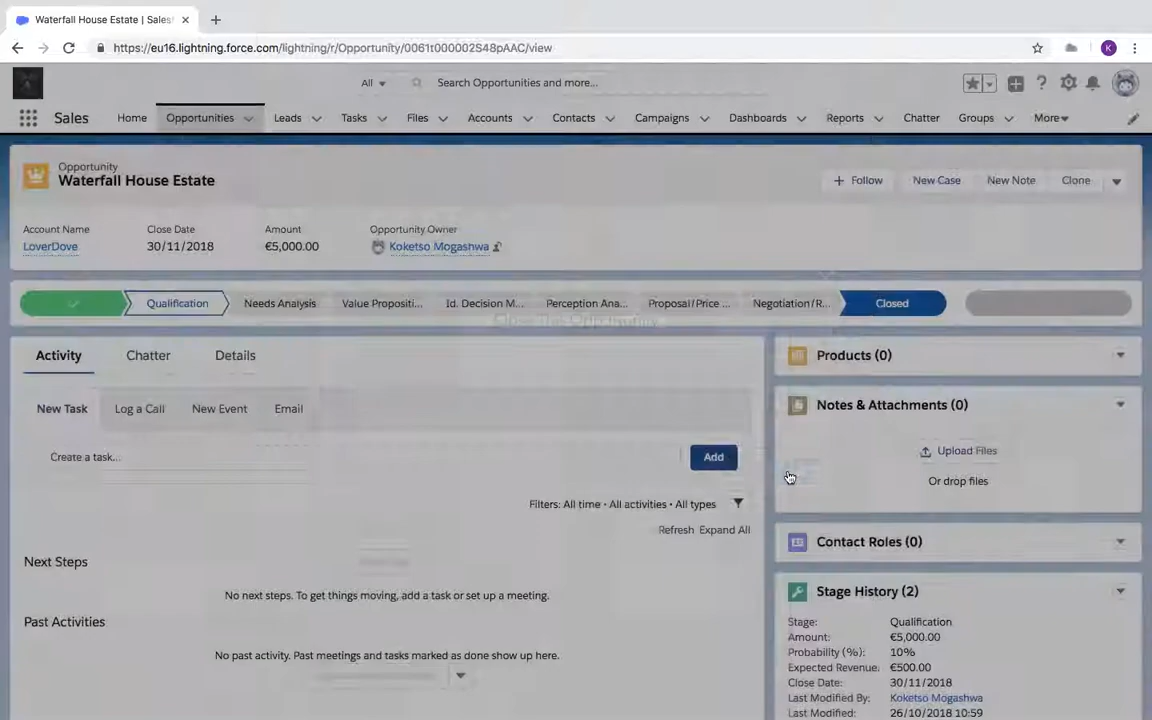 Waterfall House Estate | Sales
https://eu16.lightning.force.com/lightning/r/Opportunity/0061t000002S48pAAC/view
K
All
Search Opportunities and more...
Sales
Home
Opportunities
Leads
Tasks
Files
Accounts
Contacts
Campaigns
Dashboards
Reports
Chatter
Groups
More
Opportunity
Waterfall House Estate
+ Follow
New Case
New Note
Clone
Account Name
Close Date
Amount
Opportunity Owner
LoverDove
30/11/2018
€5,000.00
Koketso Mogashwa
Qualification
Needs Analysis
Value Propositi...
Id. Decision M...
Perception Ana...
Proposal/Price ...
Negotiation/R...
Closed
Close This Opportunity
Activity
Chatter
Details
New Task
Log a Call
New Event
Email
Create a task...
Add
Filters: All time • All activities • All types
Refresh
Expand All
Next Steps
No next steps. To get things moving, add a task or set up a meeting.
Past Activities
No past activity. Past meetings and tasks marked as done show up here.
Products (0)
Notes & Attachments (0)
Upload Files
Or drop files
Contact Roles (0)
Stage History (2)
Stage: Qualification
Amount: €5,000.00
Probability (%): 10%
Expected Revenue: €500.00
Close Date: 30/11/2018
Last Modified By: Koketso Mogashwa
Last Modified: 26/10/2018 10:59